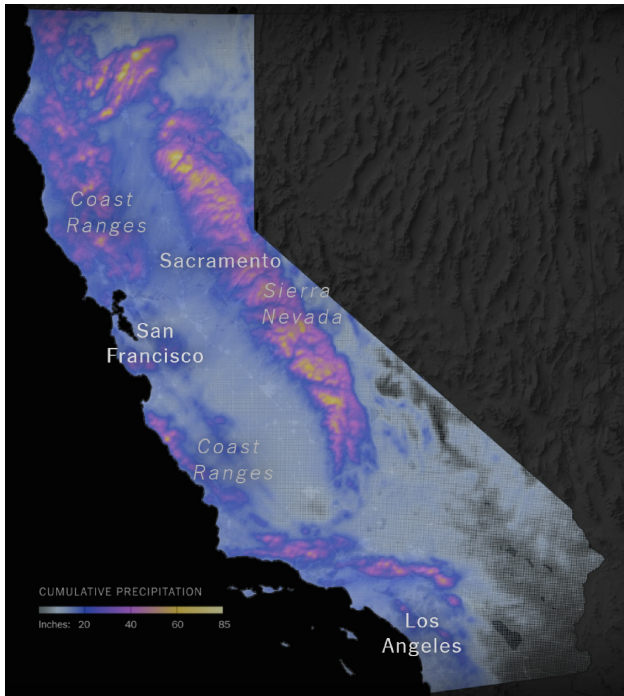 Coast
Ranges
Sacramento
Sierra
Nevada
San
Francisco
Coast
Ranges
CUMULATIVE PRECIPITATION
Inches: 20 40 60 85
Los
Angeles